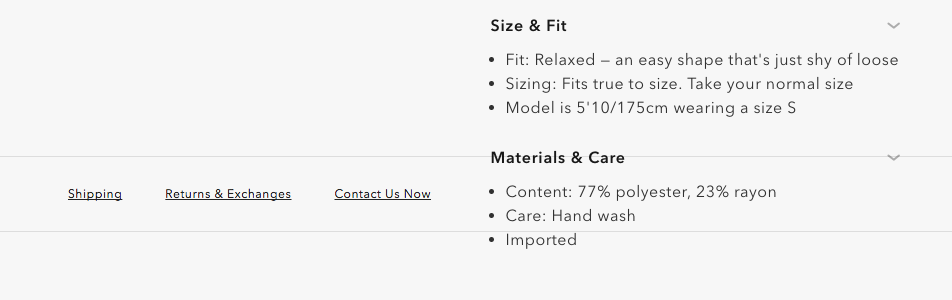 Size & Fit
Fit: Relaxed – an easy shape that's just shy of loose
Sizing: Fits true to size. Take your normal size
Model is 5'10/175cm wearing a size S
Materials & Care
Content: 77% polyester, 23% rayon
Care: Hand wash
Imported
Shipping
Returns & Exchanges
Contact Us Now